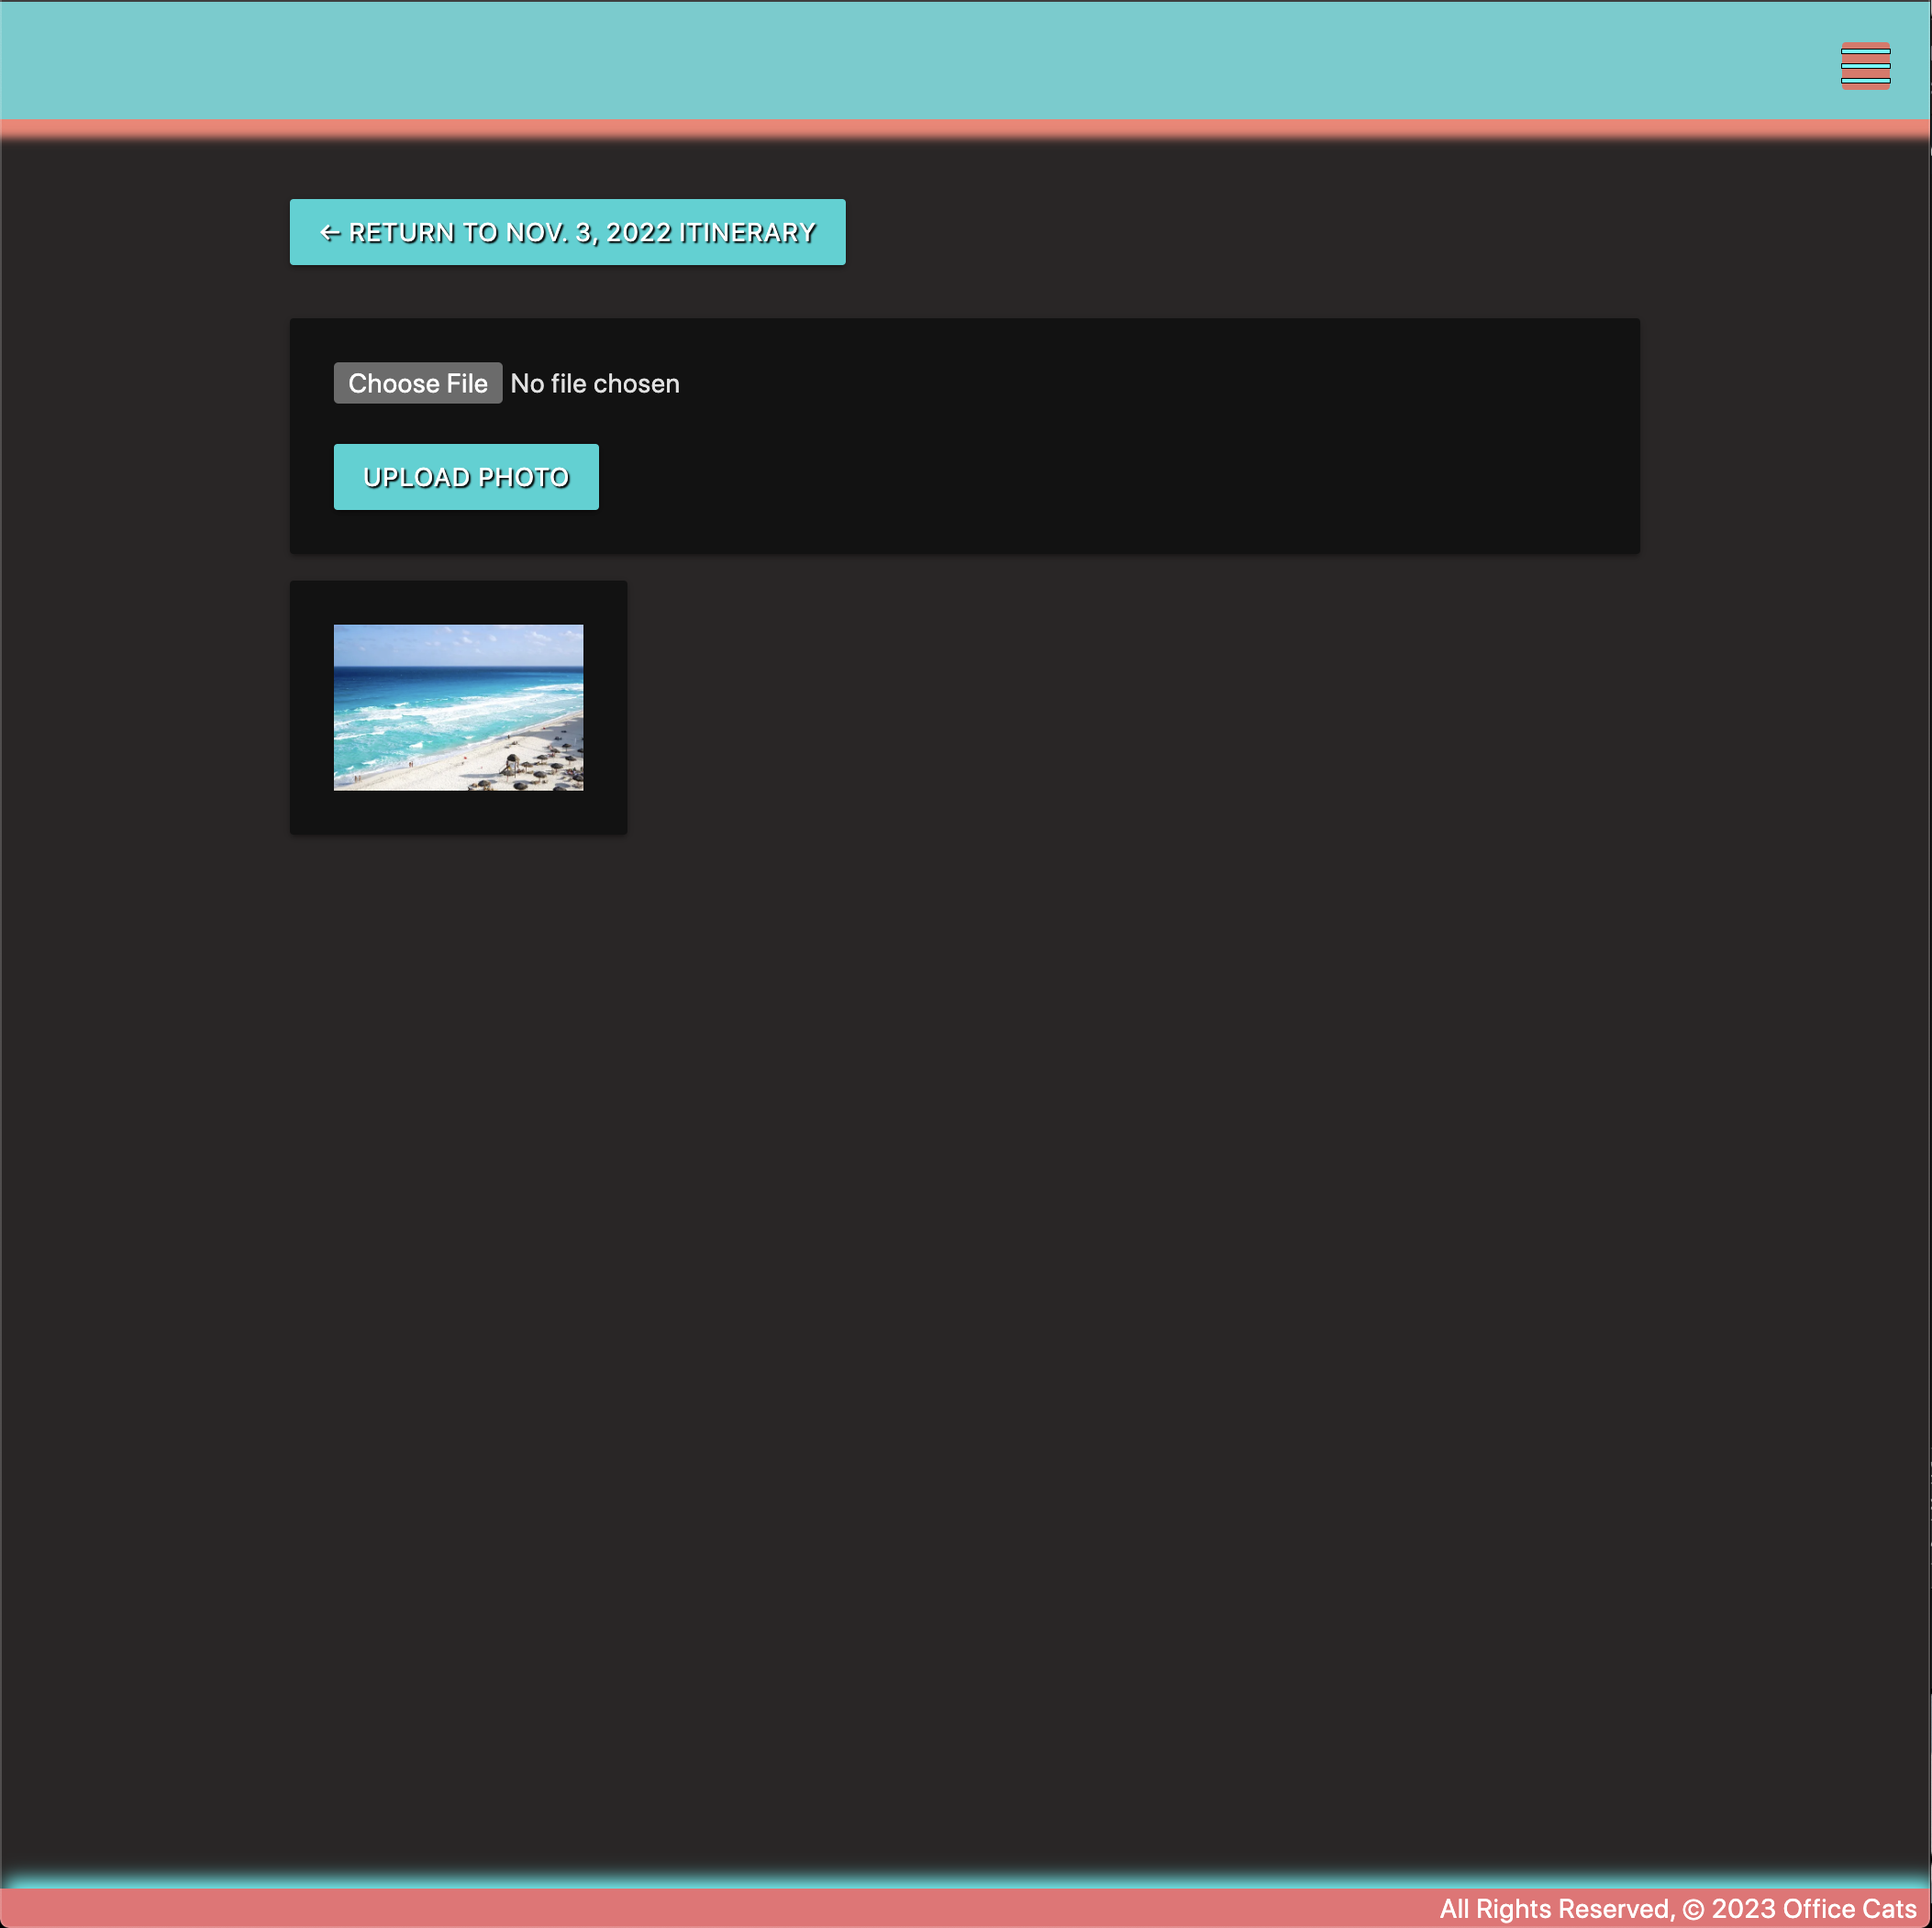 ← RETURN TO NOV. 3, 2022 ITINERARY
Choose File No file chosen
UPLOAD PHOTO
All Rights Reserved, © 2023 Office Cats